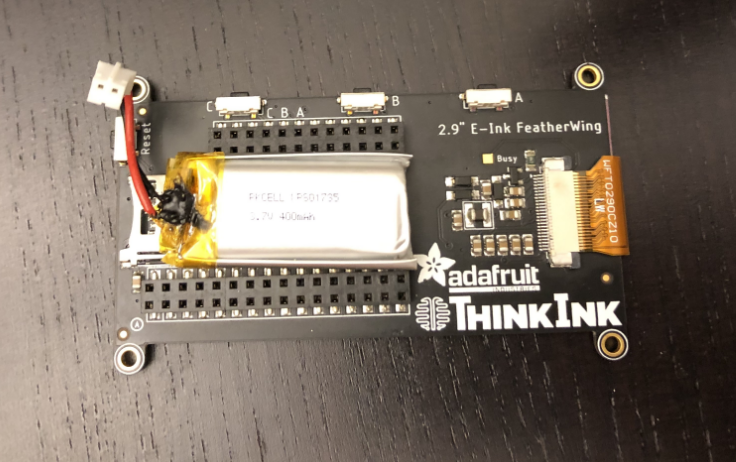 C
B
A
C B A
Reset
2.9" E-Ink FeatherWing
Busy
3.7V 400mAh
adafruit
THINKINK
A